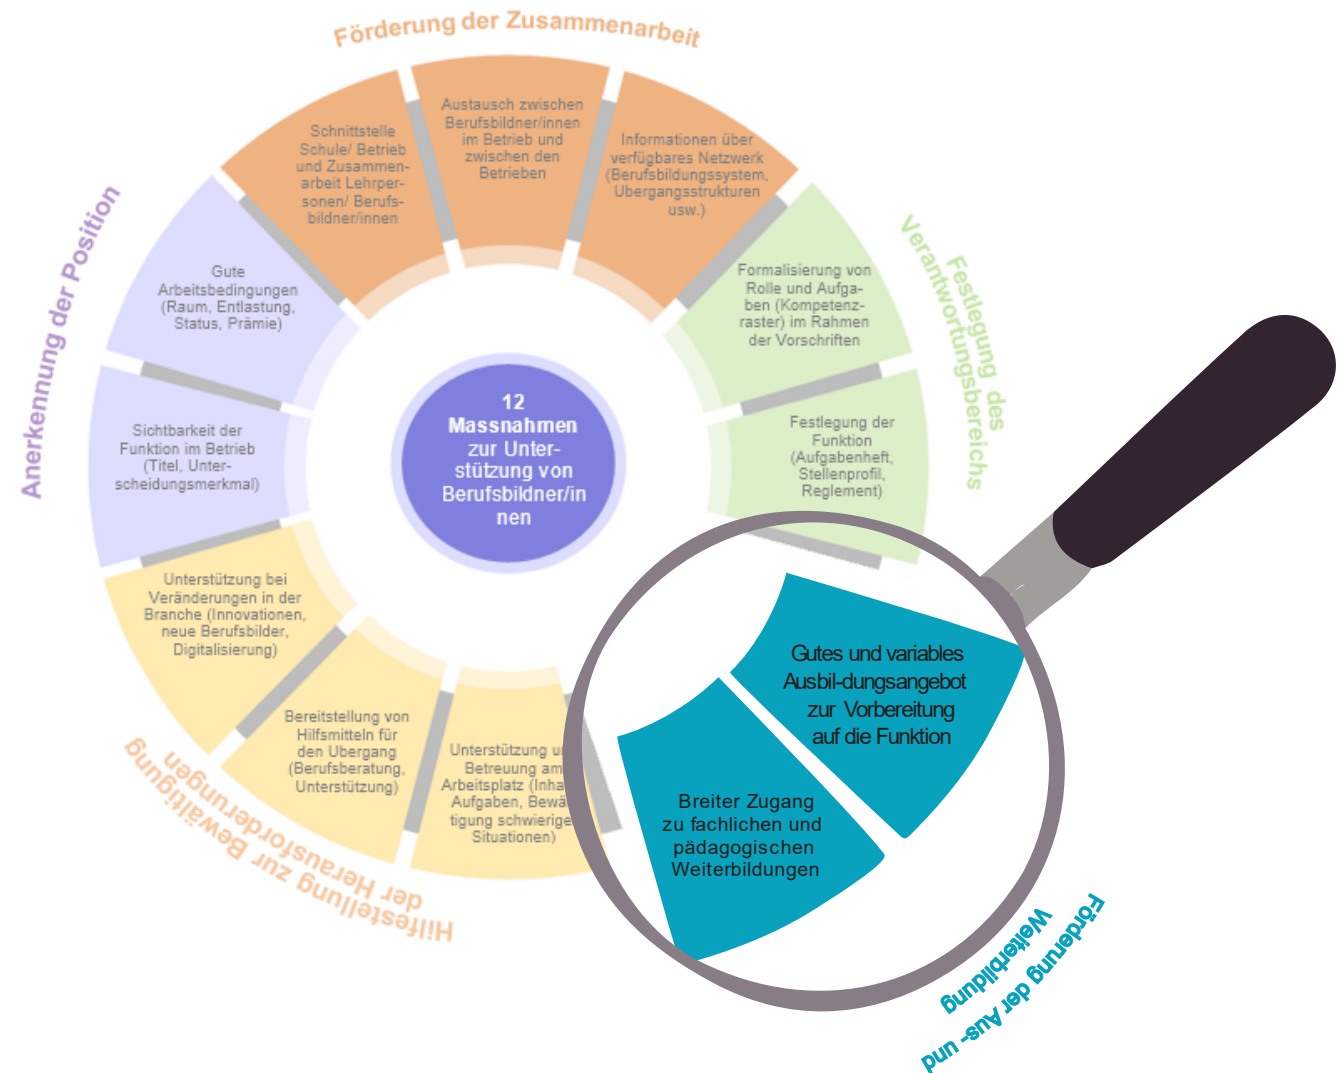 Förderung der Zusammenarbeit
Schnittstelle
Schule/ Betrieb
und Zusammen-
arbeit Lehrper-
sonen/ Berufs-
bildner/innen
Austausch zwischen
Berufsbildner/innen
im Betrieb und
zwischen den
Betrieben
Informationen über
verfügbares Netzwerk
(Berufsbildungssystem,
Übergangsstrukturen
usw.)
Festlegung des
Verantwortungsbereichs
Formalisierung von
Rolle und Aufga-
ben (Kompetenz-
raster) im Rahmen
der Vorschriften
Festlegung der
Funktion
(Aufgabenheft,
Stellenprofil,
Reglement)
Anerkennung der Position
Gute
Arbeitsbedingungen
(Raum, Entlastung,
Status, Prämie)
Sichtbarkeit der
Funktion im Betrieb
(Titel, Unter-
scheidungsmerkmal)
12
Massnahmen
zur Unter-
stützung von
Berufsbildner/in
nen
Unterstützung bei
Veränderungen in der
Branche (Innovationen,
neue Berufsbilder,
Digitalisierung)
Bereitstellung von
Hilfsmitteln für
den Übergang
(Berufsberatung,
Unterstützung)
Unterstützung
Betreuung am
Arbeitsplatz
Aufgaben,
tigung
Situationen)
Hilfestellung zur Bewältigung
der Herausforderungen
Gutes und variables
Ausbil-dungsangebot
zur Vorbereitung
auf die Funktion
Breiter Zugang
zu fachlichen und
pädagogischen
Weiterbildungen
Förderung der Aus- und
Weiterbildung